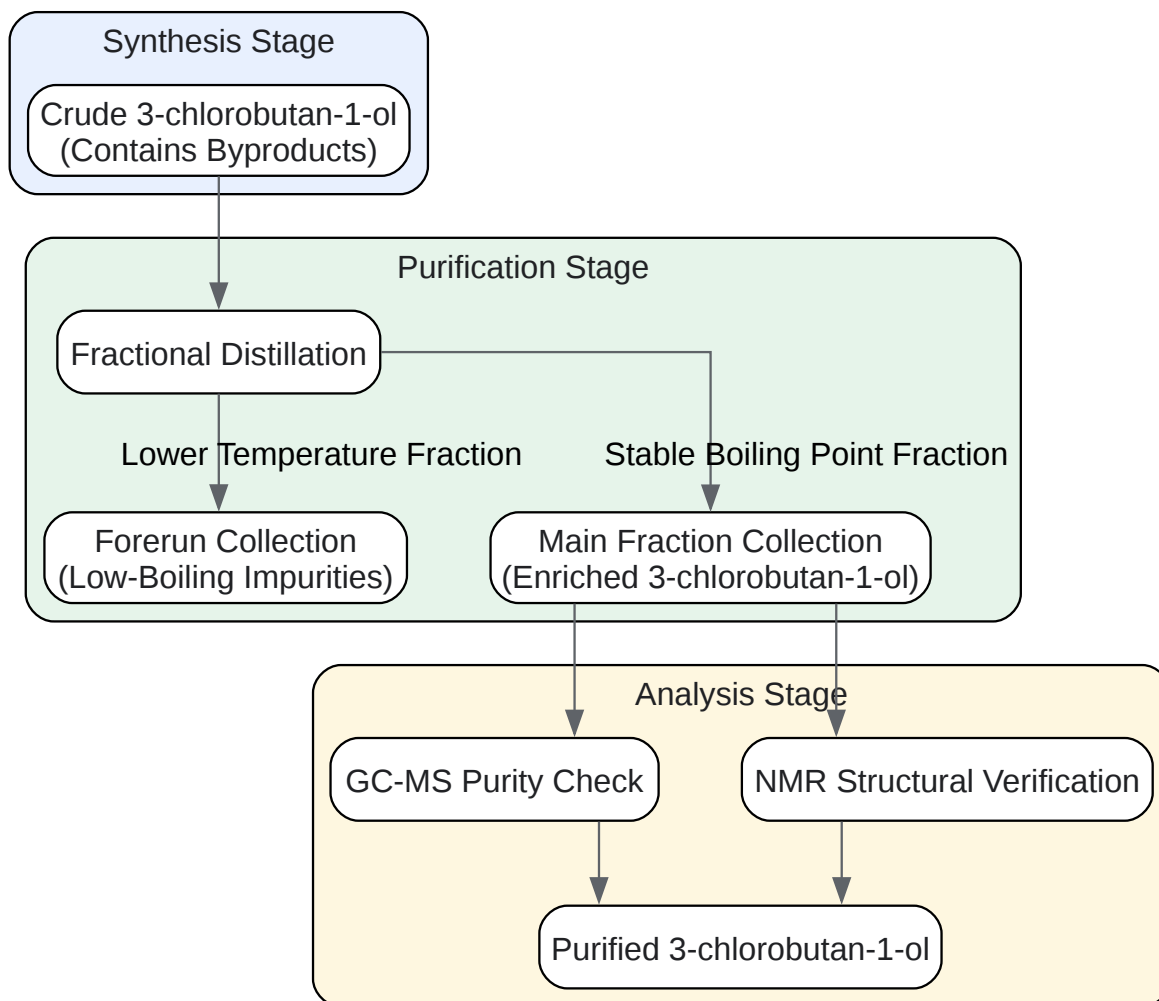 Synthesis Stage
Crude 3-chlorobutan-1-ol
(Contains Byproducts)
Purification Stage
Fractional Distillation
Lower Temperature Fraction
Stable Boiling Point Fraction
Forerun Collection
(Low-Boiling Impurities)
Main Fraction Collection
(Enriched 3-chlorobutan-1-ol)
Analysis Stage
GC-MS Purity Check
NMR Structural Verification
Purified 3-chlorobutan-1-ol